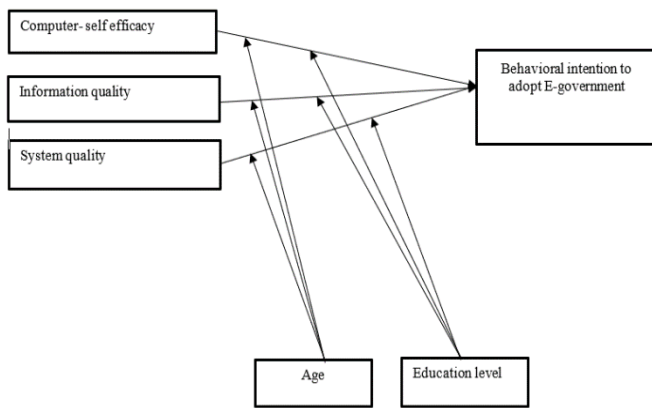 Computer- self efficacy
Information quality
System quality
Behavioral intention to
adopt E-government
Age
Education level